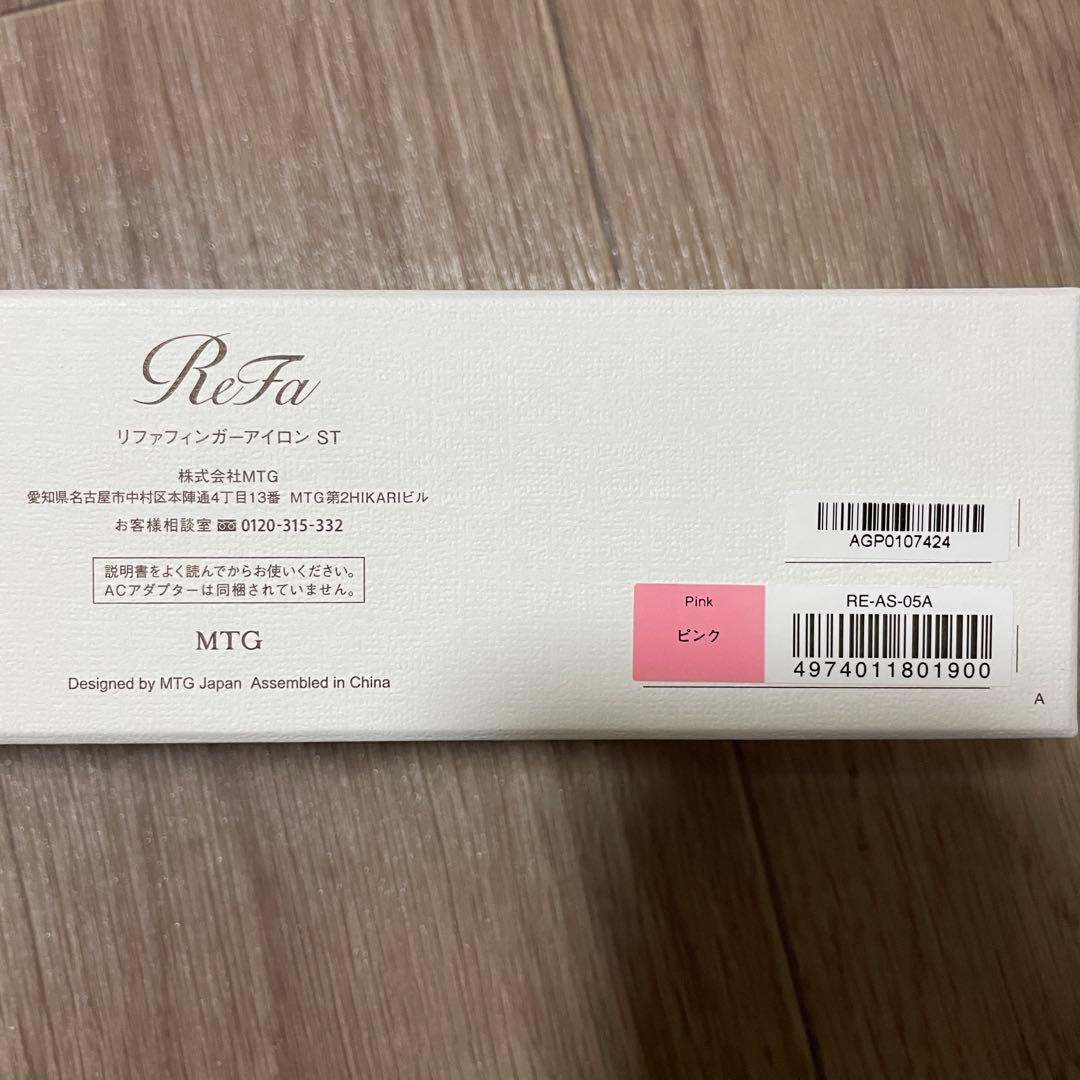 ReFa
リファフィンガーアイロン ST
株式会社MTG
愛知県名古屋市中村区本陣通4丁目13番 MTG第2HIKARIビル
お客様相談室 0120-315-332
説明書をよく読んでからお使いください。
ACアダプターは同梱されていません。
MTG
Designed by MTG Japan Assembled in China
AGP0107424
Pink
ピンク
RE-AS-05A
4974011801900
A